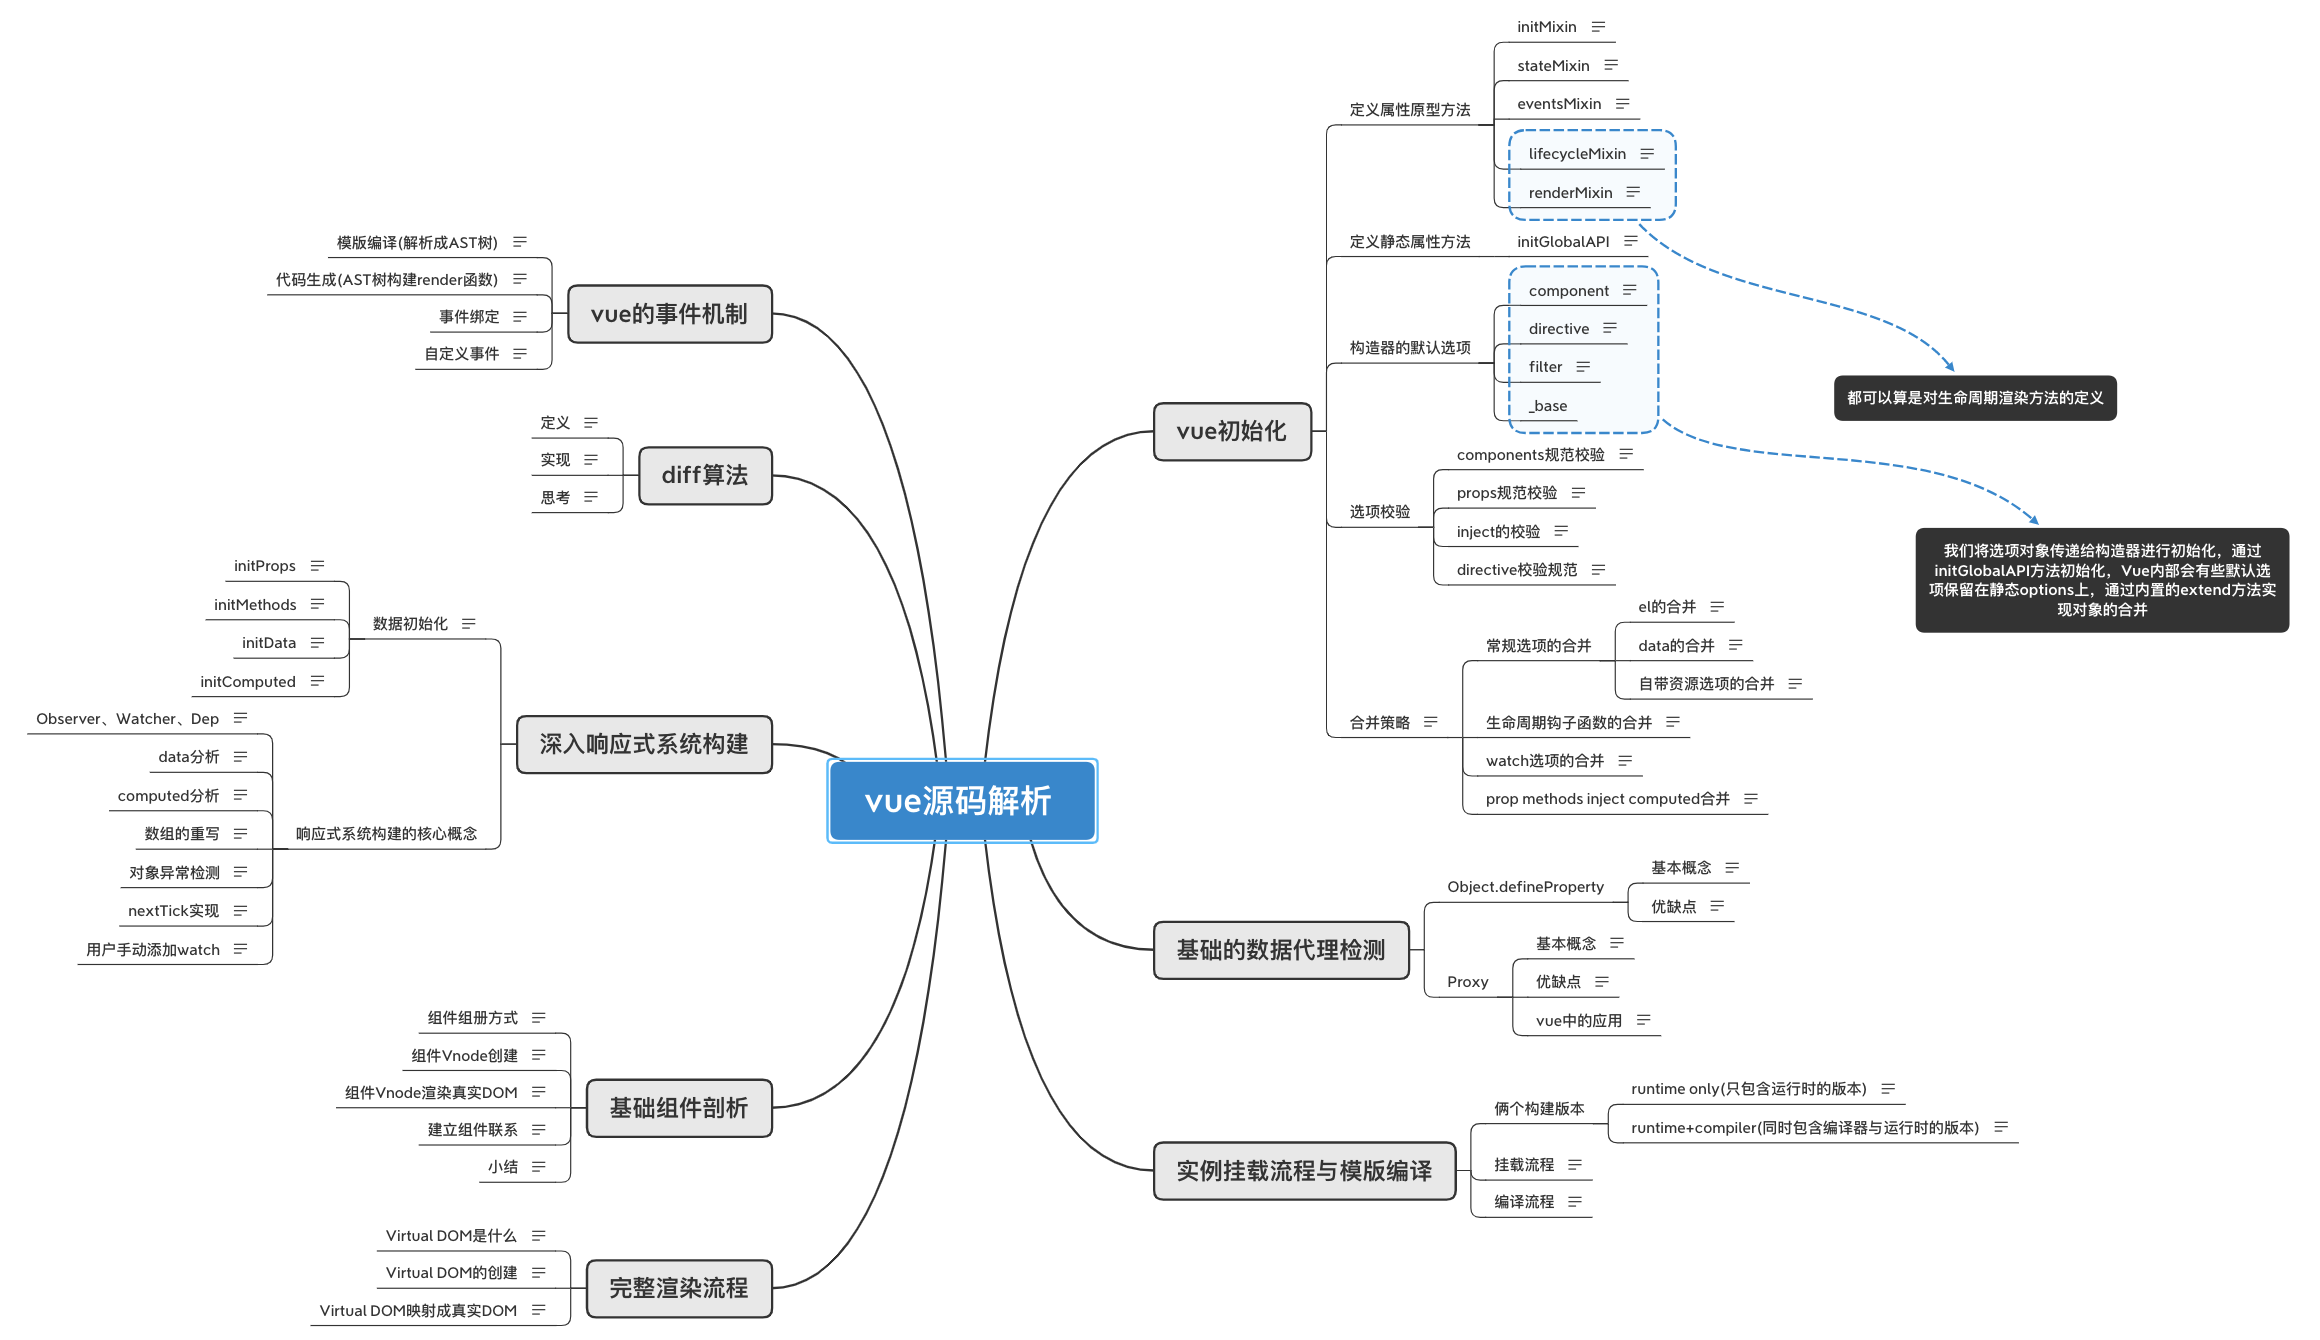 vue源码解析
vue初始化
定义属性原型方法
initMixin
stateMixin
eventsMixin
lifecycleMixin
renderMixin
都可以算是对生命周期渲染方法的定义
定义静态属性方法
initGlobalAPI
构造器的默认选项
component
directive
filter
_base
我们将选项对象传递给构造器进行初始化，通过
initGlobalAPI方法初始化，Vue内部会有些默认选
项保留在静态options上，通过内置的extend方法实
现对象的合并
选项校验
components规范校验
props规范校验
inject的校验
directive校验规范
合并策略
常规选项的合并
el的合并
data的合并
自带资源选项的合并
生命周期钩子函数的合并
watch选项的合并
prop methods inject computed合并
基础的数据代理检测
Object.defineProperty
基本概念
优缺点
Proxy
基本概念
优缺点
vue中的应用
实例挂载流程与模版编译
俩个构建版本
runtime only(只包含运行时的版本)
runtime+compiler(同时包含编译器与运行时的版本)
挂载流程
编译流程
vue的事件机制
模版编译(解析成AST树)
代码生成(AST树构建render函数)
事件绑定
自定义事件
diff算法
定义
实现
思考
深入响应式系统构建
数据初始化
initProps
initMethods
initData
initComputed
响应式系统构建的核心概念
Observer、Watcher、Dep
data分析
computed分析
数组的重写
对象异常检测
nextTick实现
用户手动添加watch
基础组件剖析
组件组册方式
组件Vnode创建
组件Vnode渲染真实DOM
建立组件联系
小结
完整渲染流程
Virtual DOM是什么
Virtual DOM的创建
Virtual DOM映射成真实DOM